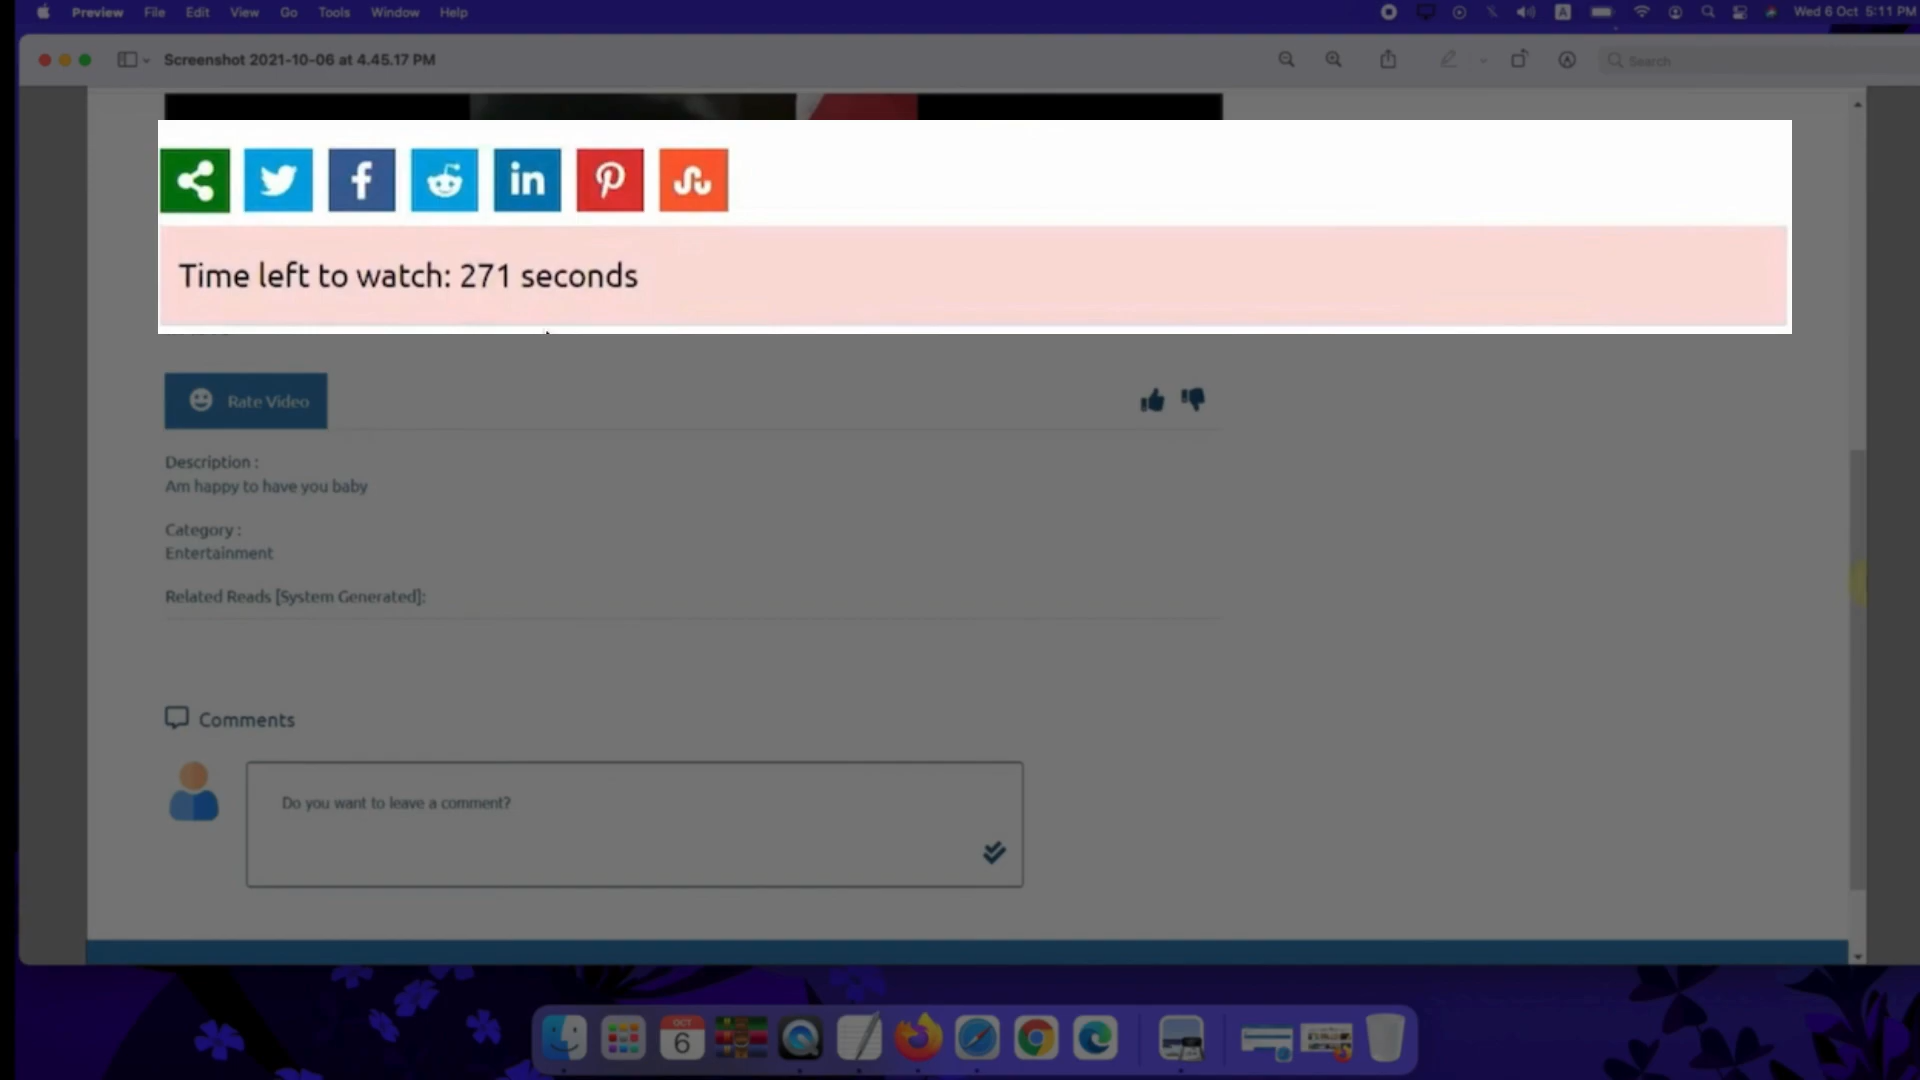 Preview File Edit View Go Tools Window Help
A
Wed 6 Oct 5:11 PM
Screenshot 2021-10-06 at 4.45.17 PM
Search
Time left to watch: 271 seconds
Rate Video
Description :
Am happy to have you baby
Category :
Entertainment
Related Reads [System Generated]:
Comments
Do you want to leave a comment?
OCT
6